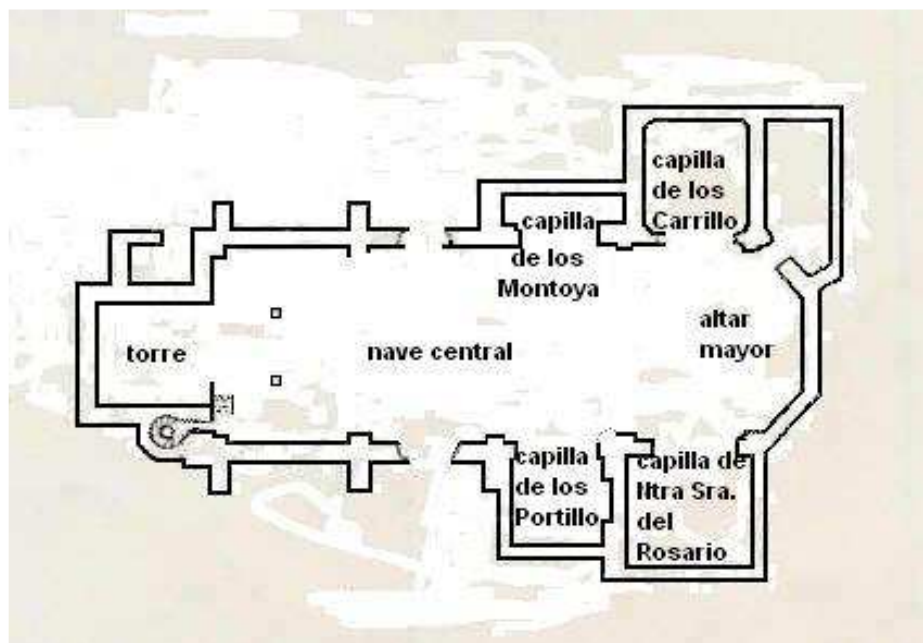 capilla
de los
Carrillo
capilla
de los
Montoya
altar
mayor
torre
nave central
capilla
de los
Portillo
capilla de
Ntra Sra.
del
Rosario